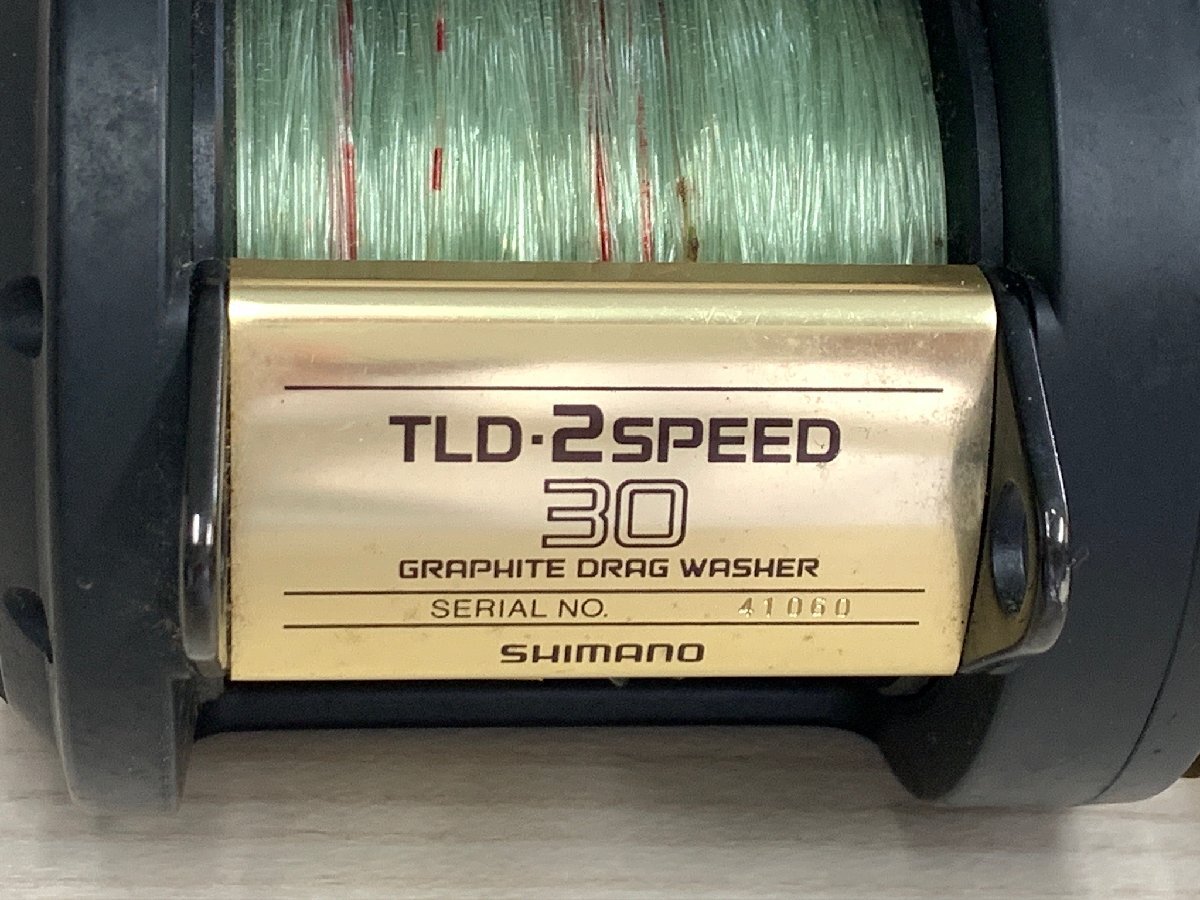 TLD·2SPEED
30
GRAPHITE DRAG WASHER
SERIAL NO. 41060
SHIMANO